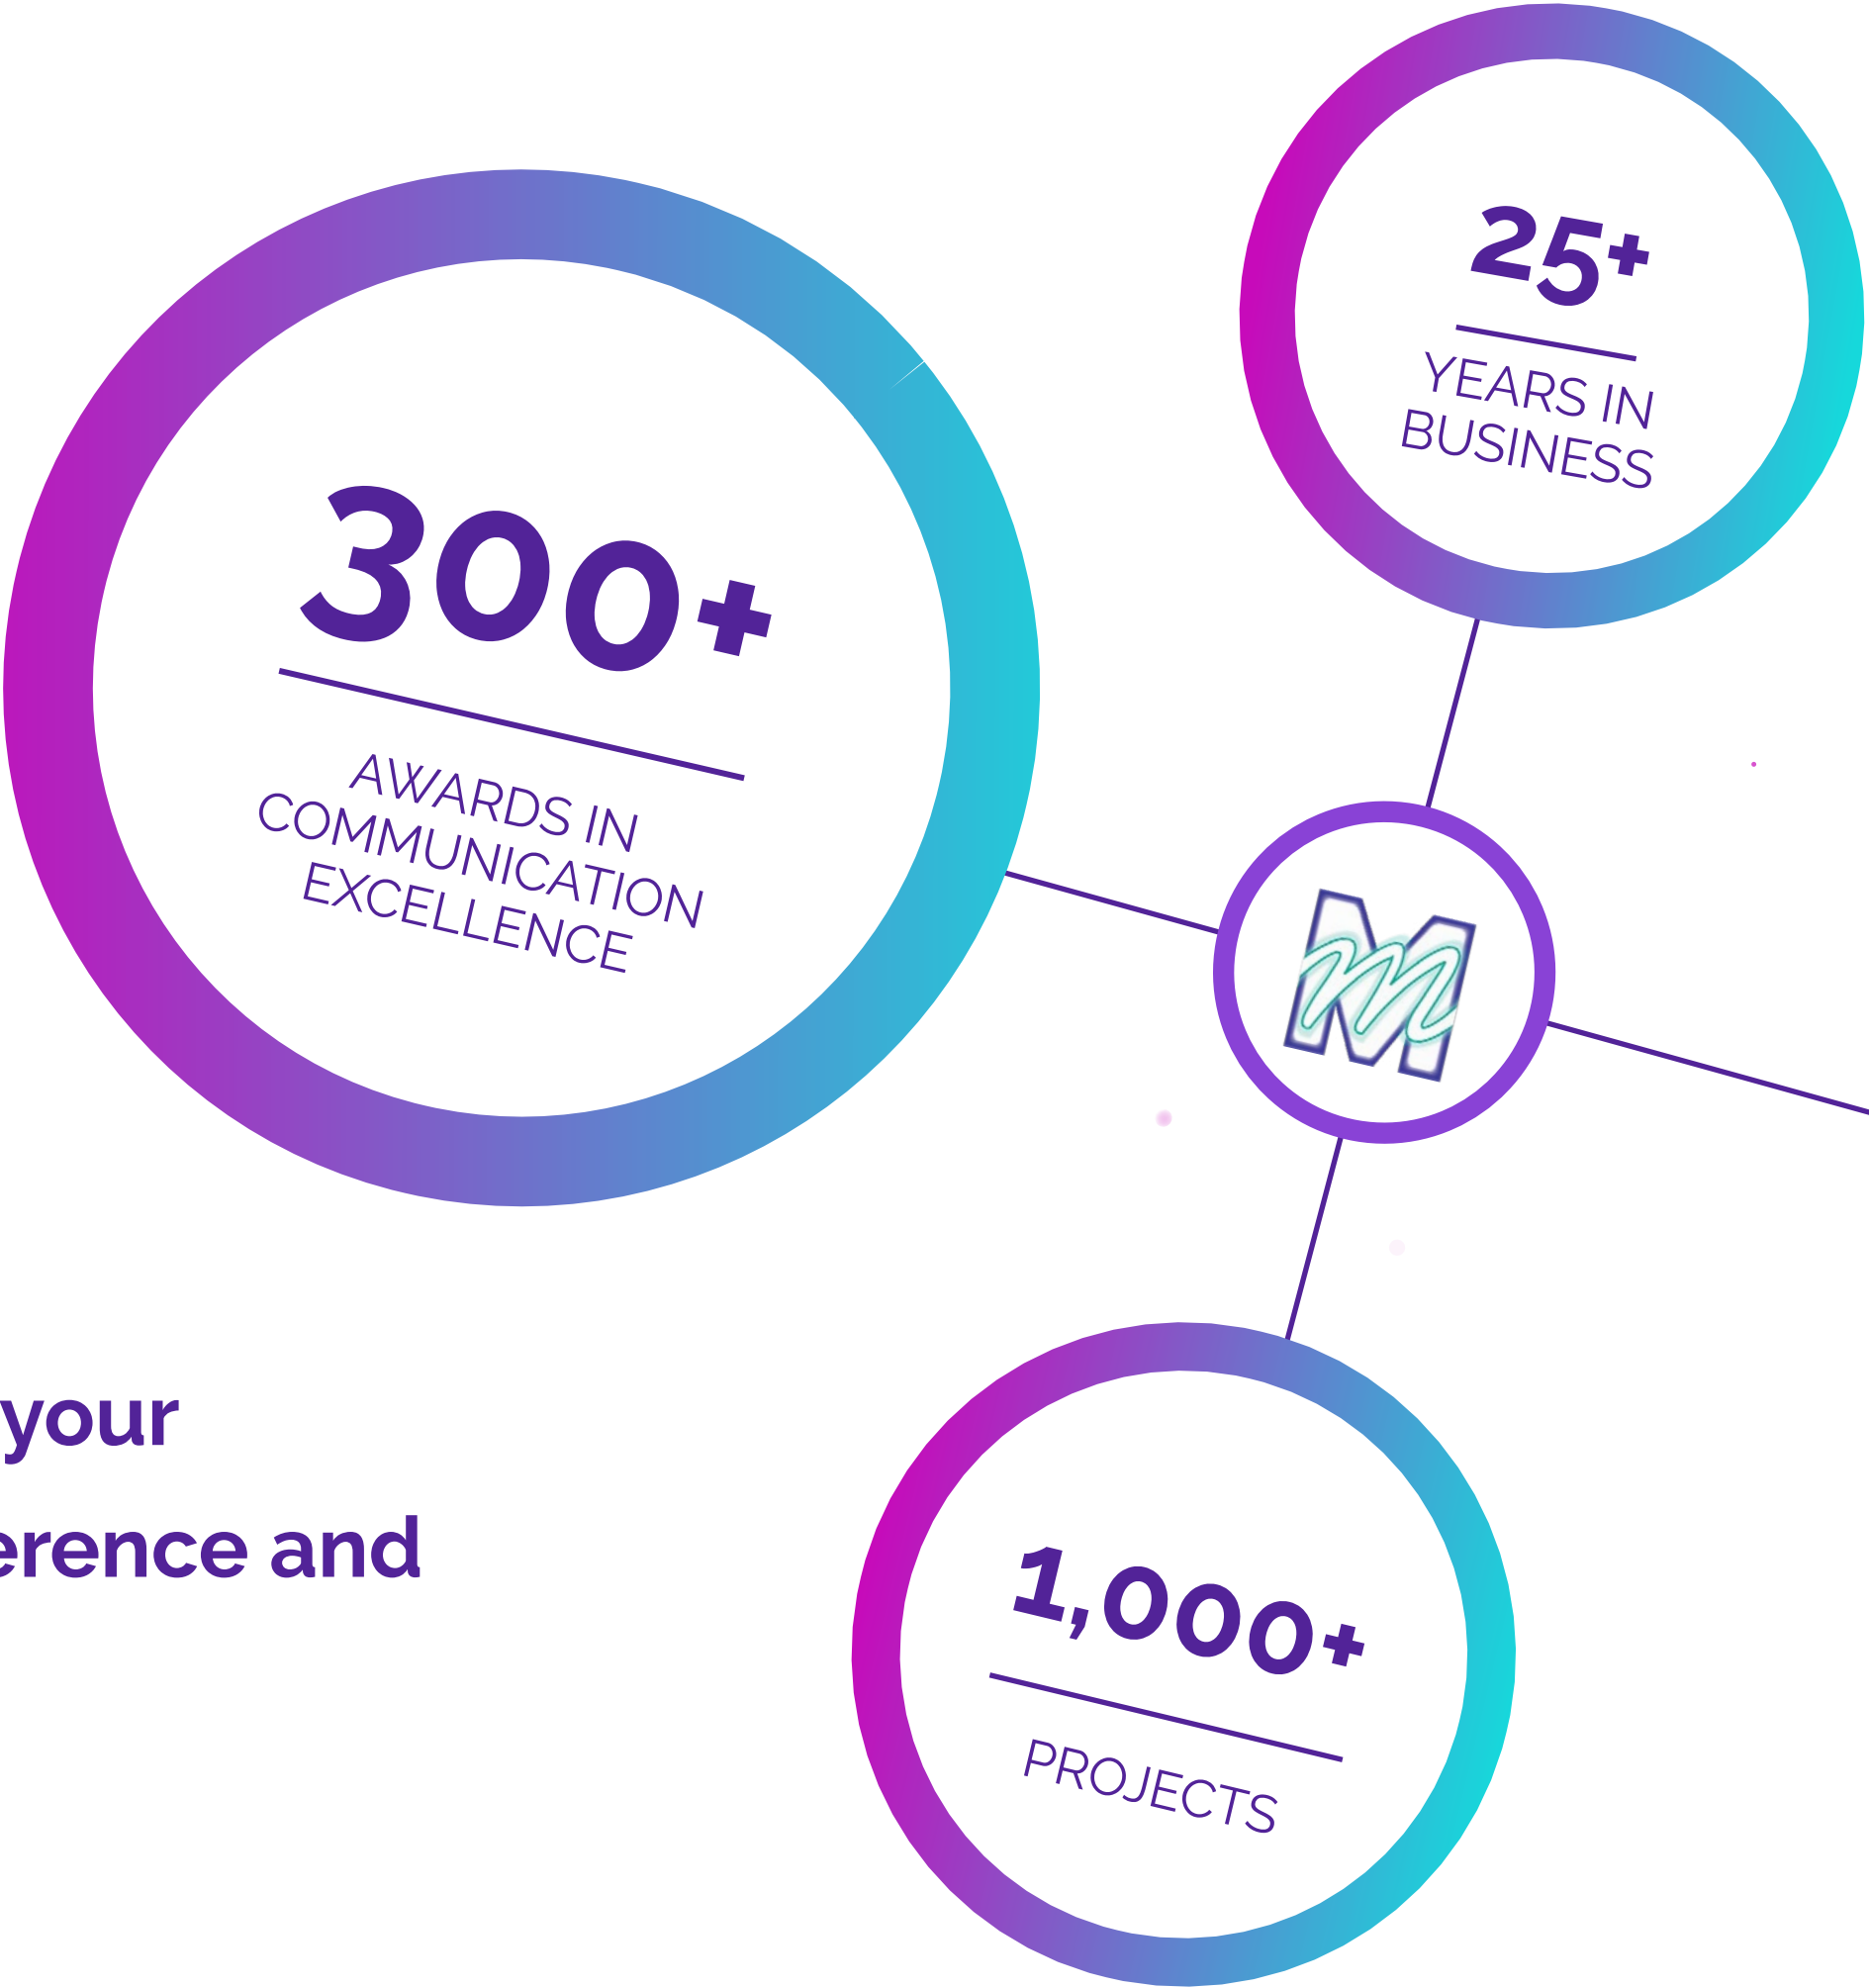 25+
YEARS IN
BUSINESS
300+
AWARDS IN
COMMUNICATION
EXCELLENCE
M
your
erence and
1,000+
PROJECTS